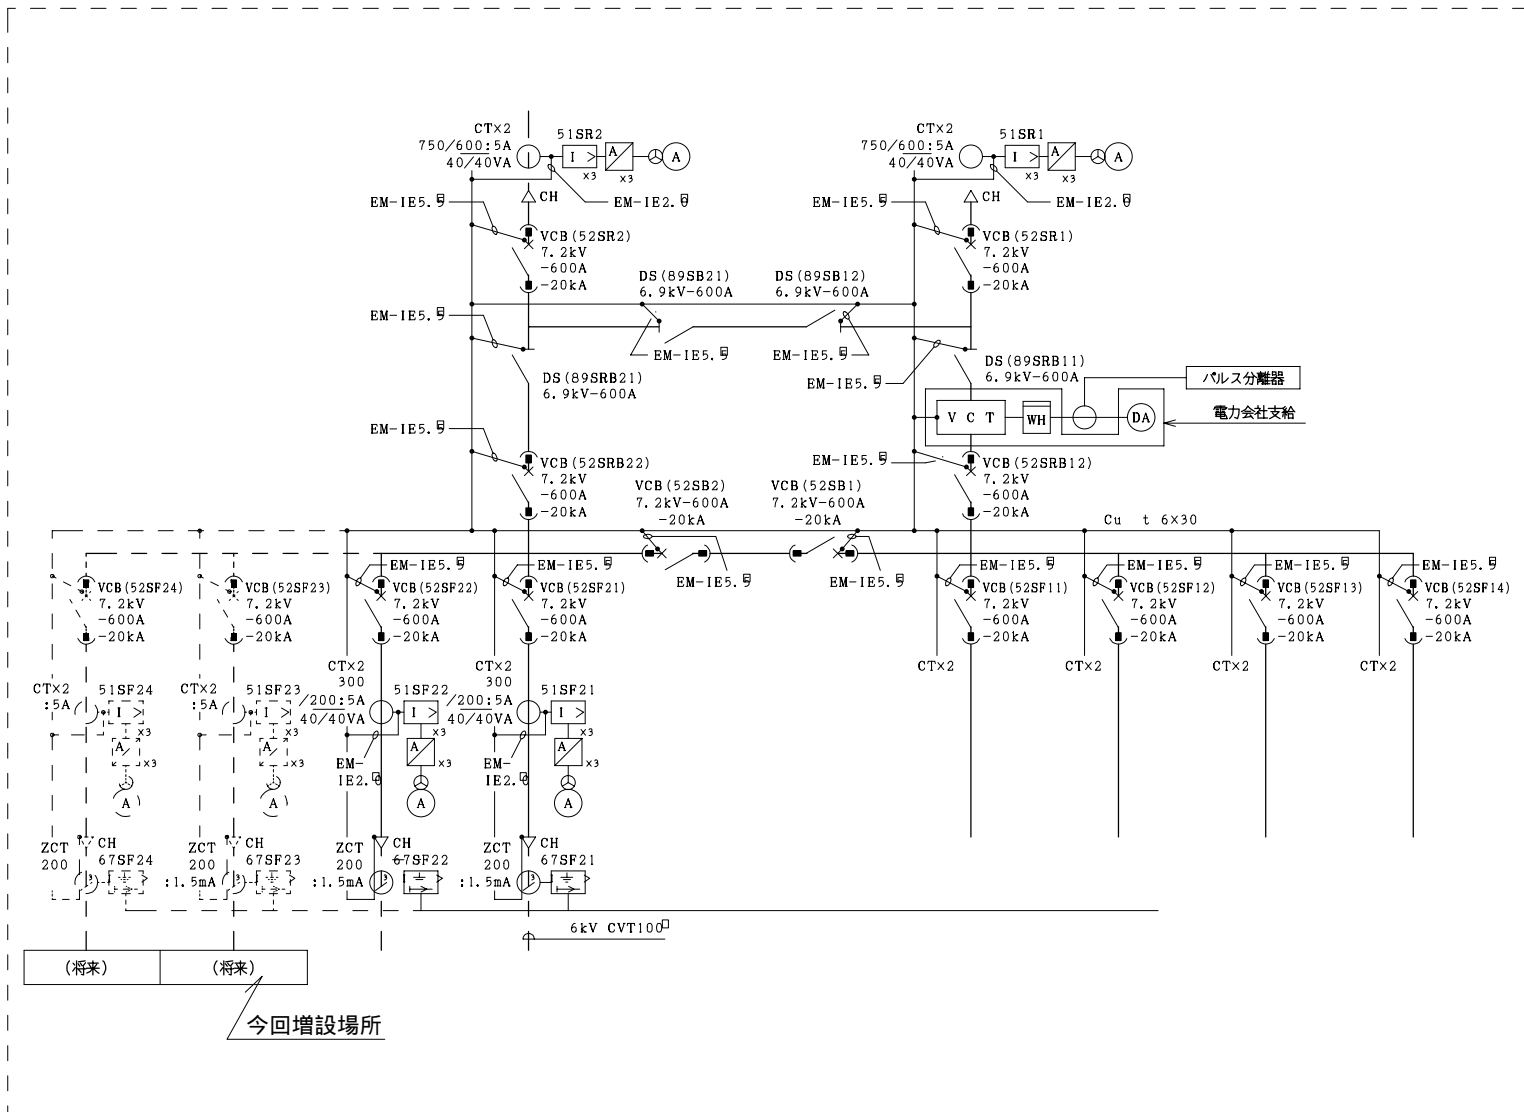 CT×2
750/600:5A
40/40VA
51SR2
I >
×3
A
×3
A
CT×2
750/600:5A
40/40VA
51SR1
I >
×3
A
×3
A
EM-IE5.5
CH
EM-IE2.0
EM-IE5.5
CH
EM-IE2.0
VCB(52SR2)
7.2kV
-600A
-20kA
VCB(52SR1)
7.2kV
-600A
-20kA
DS(89SB21)
6.9kV-600A
DS(89SB12)
6.9kV-600A
EM-IE5.5
EM-IE5.5
EM-IE5.5
DS(89SRB21)
6.9kV-600A
EM-IE5.5
DS(89SRB11)
6.9kV-600A
パルス分離器
V C T
WH
DA
電力会社支給
EM-IE5.5
VCB(52SRB22)
7.2kV
-600A
-20kA
EM-IE5.5
VCB(52SRB12)
7.2kV
-600A
-20kA
VCB(52SB2)
7.2kV-600A
-20kA
VCB(52SB1)
7.2kV-600A
-20kA
Cu t 6×30
EM-IE5.5
EM-IE5.5
EM-IE5.5
EM-IE5.5
EM-IE5.5
EM-IE5.5
EM-IE5.5
EM-IE5.5
VCB(52SF24)
7.2kV
-600A
-20kA
VCB(52SF23)
7.2kV
-600A
-20kA
VCB(52SF22)
7.2kV
-600A
-20kA
VCB(52SF21)
7.2kV
-600A
-20kA
VCB(52SF11)
7.2kV
-600A
-20kA
VCB(52SF12)
7.2kV
-600A
-20kA
VCB(52SF13)
7.2kV
-600A
-20kA
VCB(52SF14)
7.2kV
-600A
-20kA
CT×2
CT×2
CT×2
CT×2
CT×2
:5A
51SF24
I >
×3
A
×3
A
CT×2
:5A
51SF23
I >
×3
A
×3
A
CT×2
300
/200:5A
40/40VA
51SF22
I >
×3
A
×3
A
EM-
IE2.0
CT×2
300
/200:5A
40/40VA
51SF21
I >
×3
A
×3
A
EM-
IE2.0
ZCT
200
CH
67SF24
3
ZCT
200
:1.5mA
CH
67SF23
3
ZCT
200
:1.5mA
CH
67SF22
3
I
ZCT
200
:1.5mA
CH
67SF21
3
6kV CVT100
(将来)
(将来)
今回増設場所